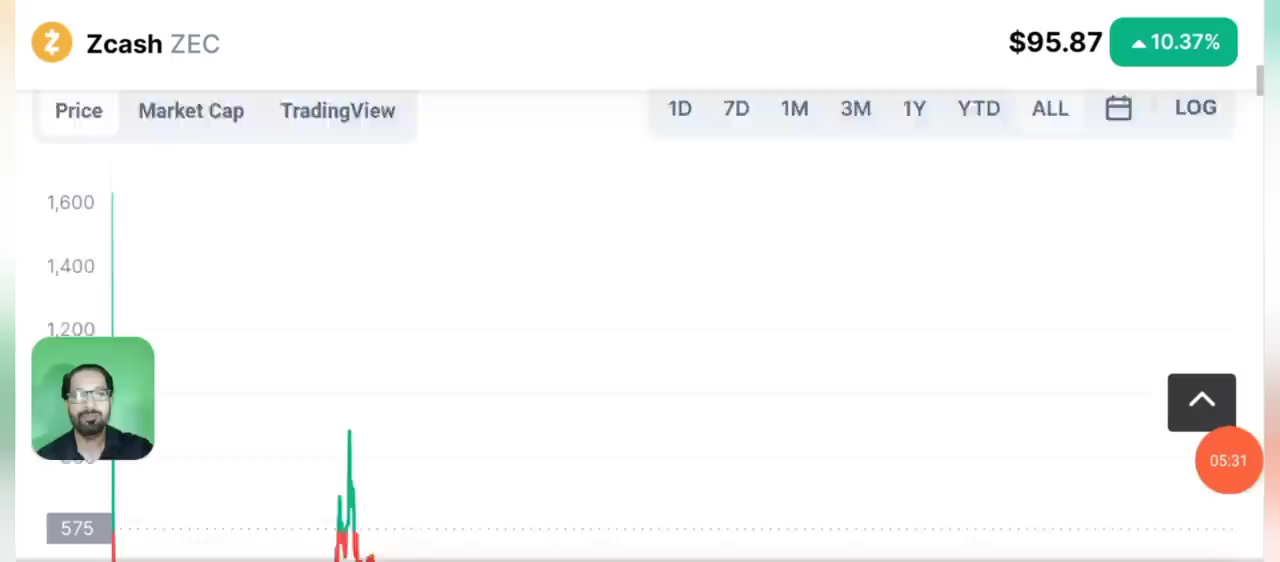 Zcash ZEC
$95.87
10.37%
Price Market Cap TradingView
1D 7D 1M 3M 1Y YTD ALL LOG
1,600
1,400
1,200
575
05:31